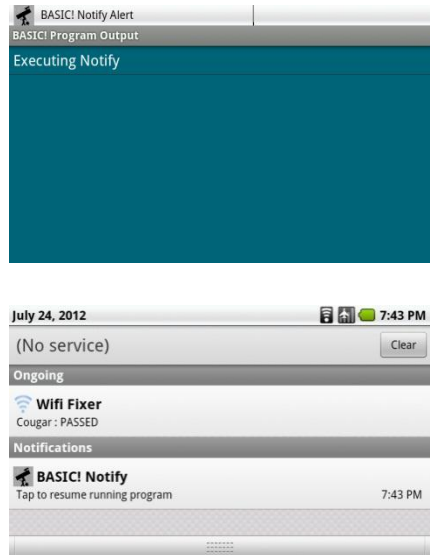 BASIC! Notify Alert
BASIC! Program Output
Executing Notify
July 24, 2012 7:43 PM
(No service) Clear
Ongoing
Wifi Fixer
Cougar : PASSED
Notifications
BASIC! Notify
Tap to resume running program 7:43 PM